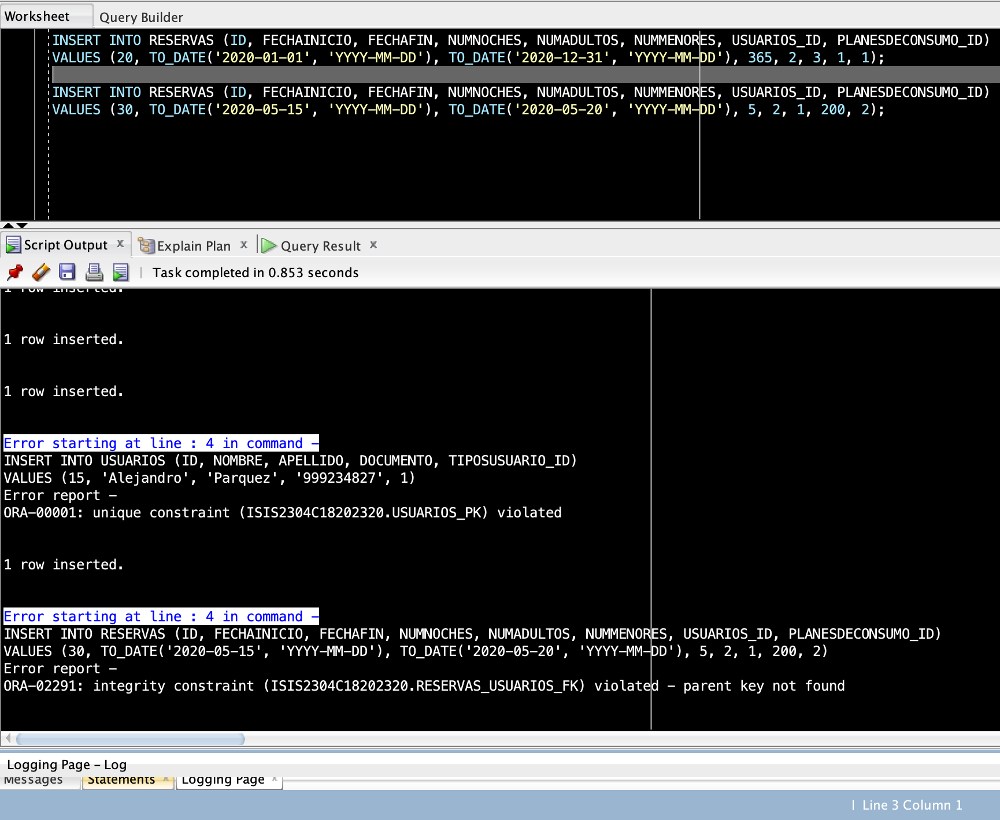 Worksheet Query Builder
INSERT INTO RESERVAS (ID, FECHAINICIO, FECHAFIN, NUMNOCHES, NUMADULTOS, NUMMENORES, USUARIOS_ID, PLANESDECONSUMO_ID)
VALUES (20, TO_DATE('2020-01-01', 'YYYY-MM-DD'), TO_DATE('2020-12-31', 'YYYY-MM-DD'), 365, 2, 3, 1, 1);
INSERT INTO RESERVAS (ID, FECHAINICIO, FECHAFIN, NUMNOCHES, NUMADULTOS, NUMMENORES, USUARIOS_ID, PLANESDECONSUMO_ID)
VALUES (30, TO_DATE('2020-05-15', 'YYYY-MM-DD'), TO_DATE('2020-05-20', 'YYYY-MM-DD'), 5, 2, 1, 200, 2);
Script Output x Explain Plan x Query Result x
Task completed in 0.853 seconds
1 row inserted.
1 row inserted.
1 row inserted.
Error starting at line : 4 in command -
INSERT INTO USUARIOS (ID, NOMBRE, APELLIDO, DOCUMENTO, TIPOSUSUARIO_ID)
VALUES (15, 'Alejandro', 'Parquez', '999234827', 1)
Error report -
ORA-00001: unique constraint (ISIS2304C18202320.USUARIOS_PK) violated
1 row inserted.
Error starting at line : 4 in command -
INSERT INTO RESERVAS (ID, FECHAINICIO, FECHAFIN, NUMNOCHES, NUMADULTOS, NUMMENORES, USUARIOS_ID, PLANESDECONSUMO_ID)
VALUES (30, TO_DATE('2020-05-15', 'YYYY-MM-DD'), TO_DATE('2020-05-20', 'YYYY-MM-DD'), 5, 2, 1, 200, 2)
Error report -
ORA-02291: integrity constraint (ISIS2304C18202320.RESERVAS_USUARIOS_FK) violated - parent key not found
Logging Page - Log
Messages Statements x Logging Page x
| Line 3 Column 1